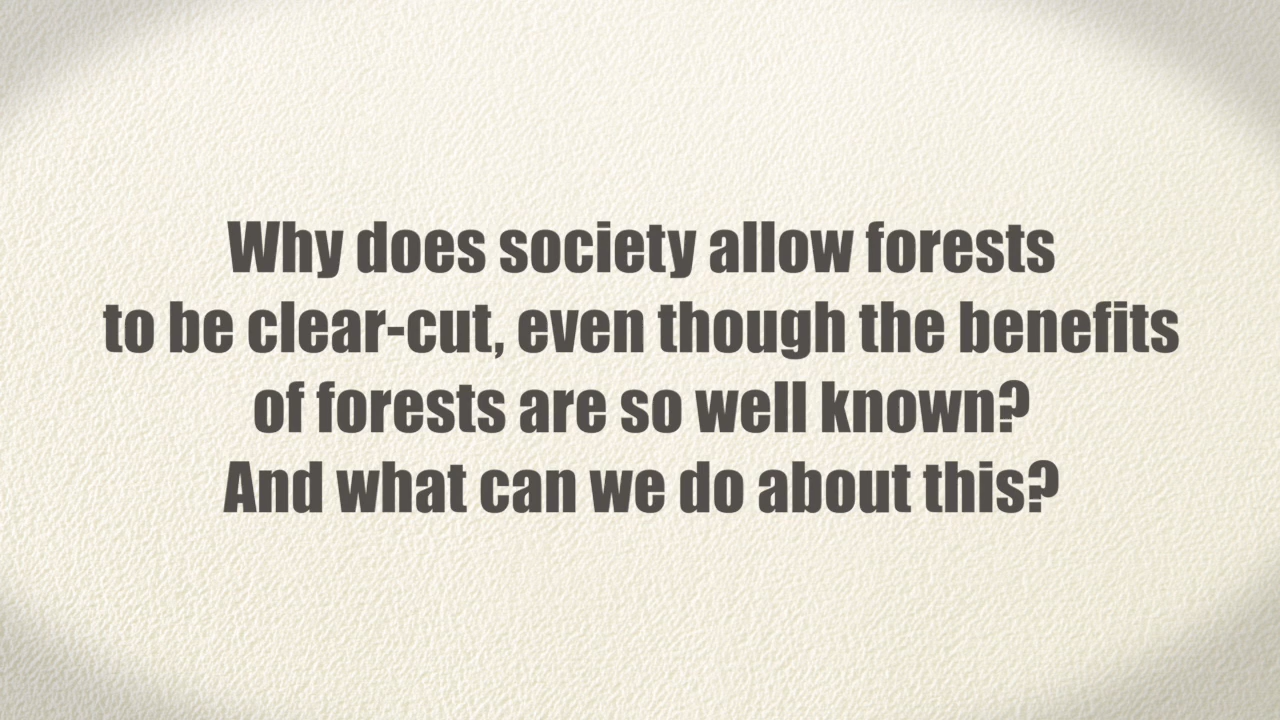 Why does society allow forests
to be clear-cut, even though the benefits
of forests are so well known?
And what can we do about this?